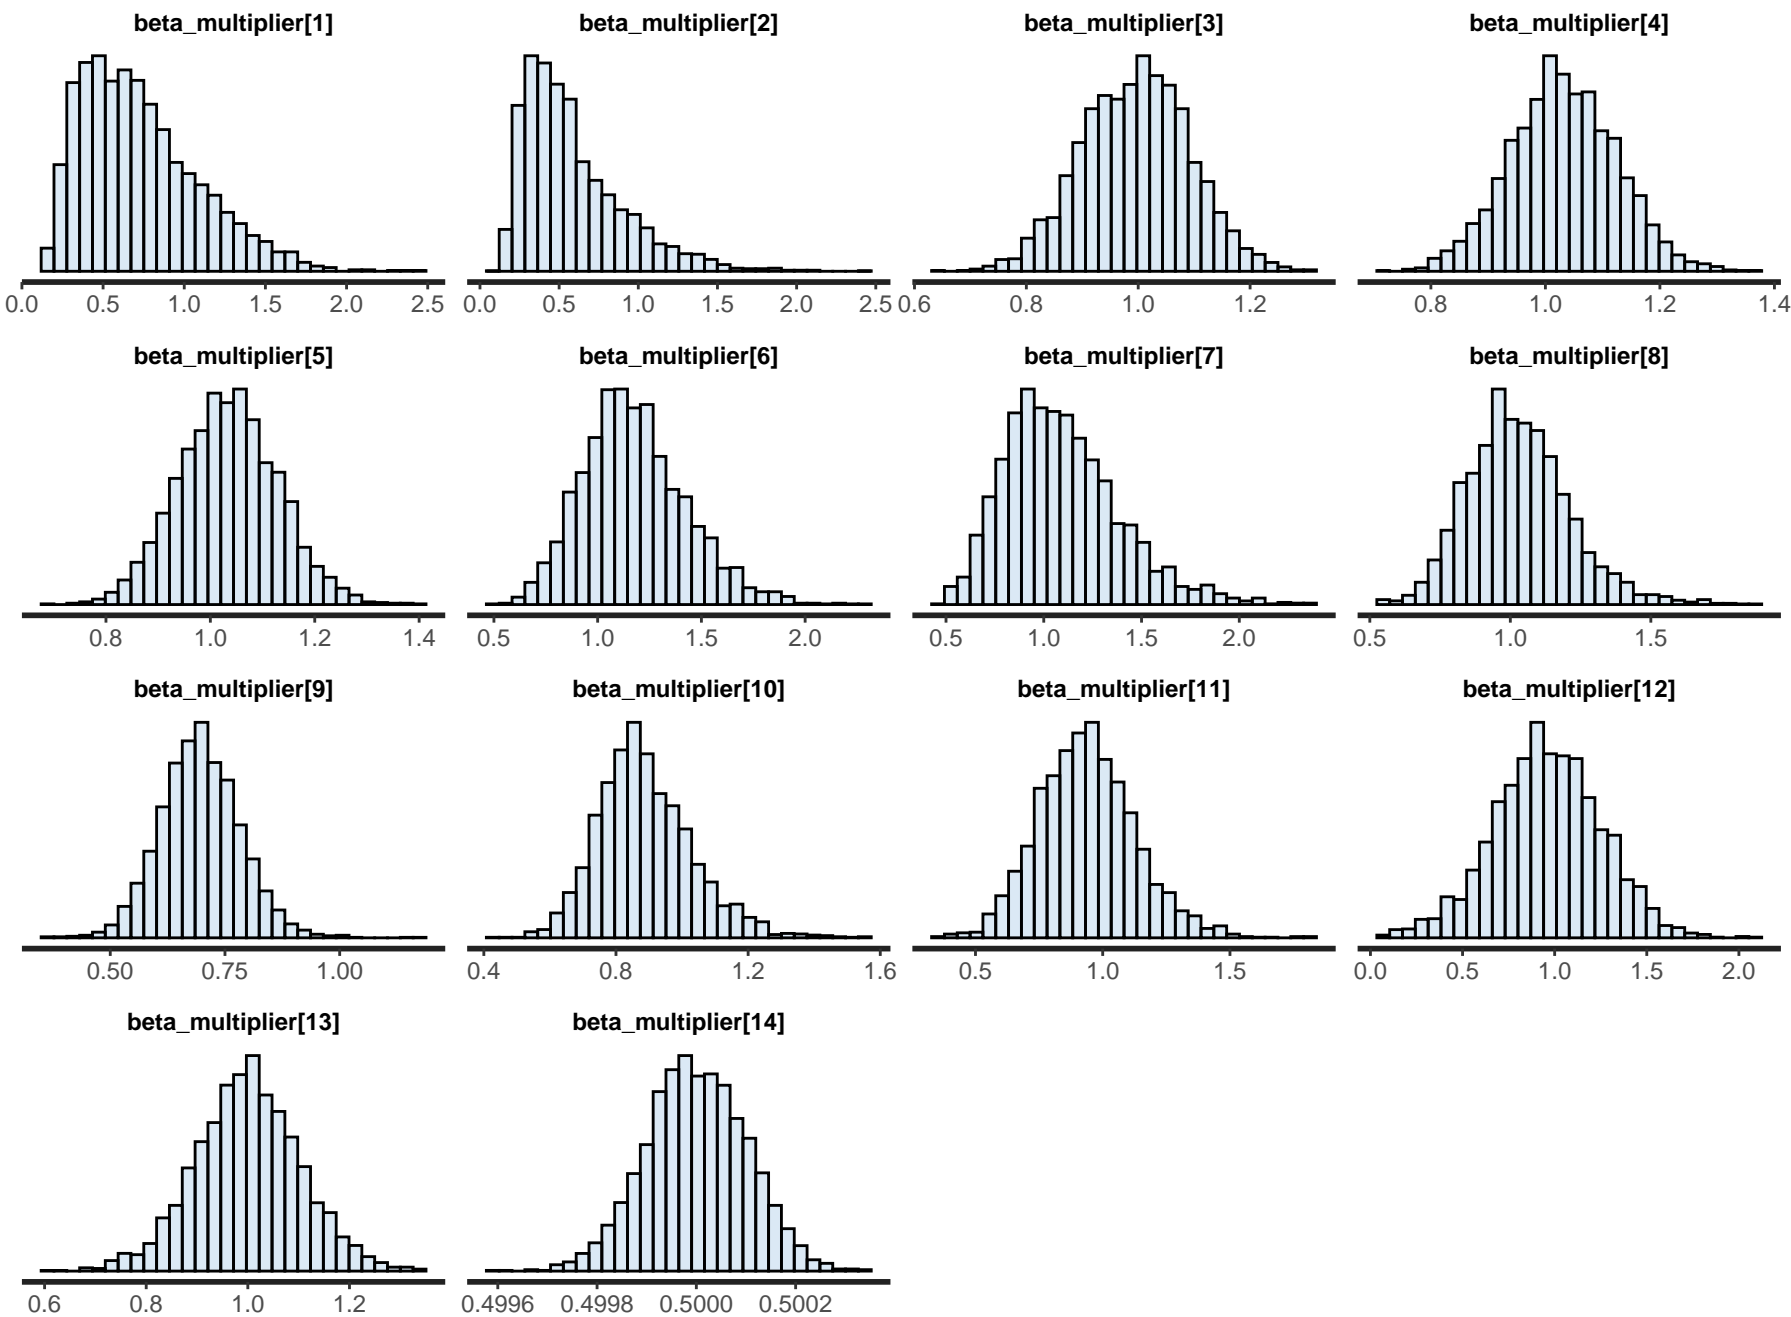 beta_multiplier[1] beta_multiplier[2] beta_multiplier[3] beta_multiplier[4]
0.0 0.5 1.0 1.5 2.0 2.5 0.0 0.5 1.0 1.5 2.0 2.5 0.6 0.8 1.0 1.2 0.8 1.0 1.2 1.4
beta_multiplier[5] beta_multiplier[6] beta_multiplier[7] beta_multiplier[8]
0.8 1.0 1.2 1.4 0.5 1.0 1.5 2.0 0.5 1.0 1.5 2.0 0.5 1.0 1.5
beta_multiplier[9] beta_multiplier[10] beta_multiplier[11] beta_multiplier[12]
0.50 0.75 1.00 0.4 0.8 1.2 1.6 0.5 1.0 1.5 0.0 0.5 1.0 1.5 2.0
beta_multiplier[13] beta_multiplier[14]
0.6 0.8 1.0 1.2 0.4996 0.4998 0.5000 0.5002